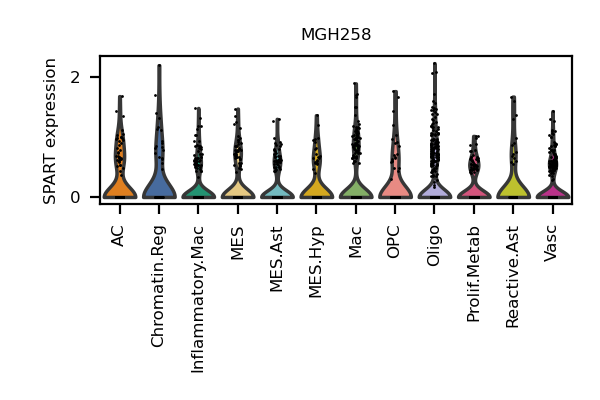 MGH258
SPART expression
2
0
AC
Chromatin.Reg
Inflammatory.Mac
MES
MES.Ast
MES.Hyp
Mac
OPC
Oligo
Prolif.Metab
Reactive.Ast
Vasc